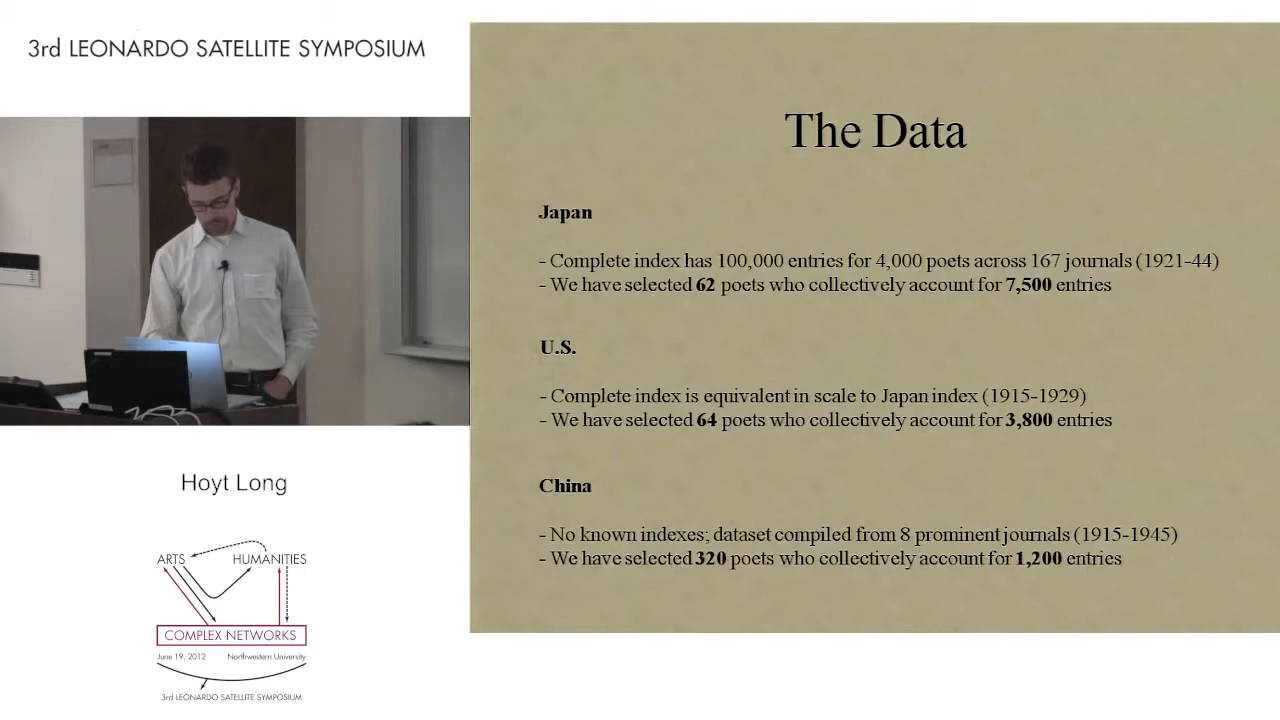 3rd LEONARDO SATELLITE SYMPOSIUM
The Data
Japan
- Complete index has 100,000 entries for 4,000 poets across 167 journals (1921-44)
- We have selected 62 poets who collectively account for 7,500 entries
U.S.
- Complete index is equivalent in scale to Japan index (1915-1929)
- We have selected 64 poets who collectively account for 3,800 entries
China
- No known indexes; dataset compiled from 8 prominent journals (1915-1945)
- We have selected 320 poets who collectively account for 1,200 entries
Hoyt Long
ARTS HUMANITIES
COMPLEX NETWORKS
June 19, 2012 Northwestern University
3rd LEONARDO SATELLITE SYMPOSIUM